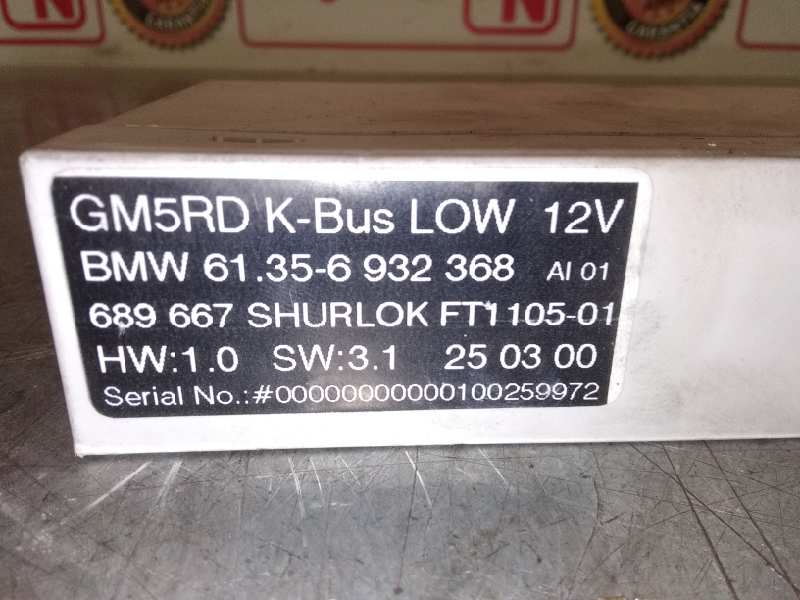 GM5RD K-Bus LOW 12V
BMW 61.35-6 932 368 AI 01
689 667 SHURLOK FT1105-01
HW:1.0 SW:3.1 25 03 00
Serial No.:#00000000000100259972